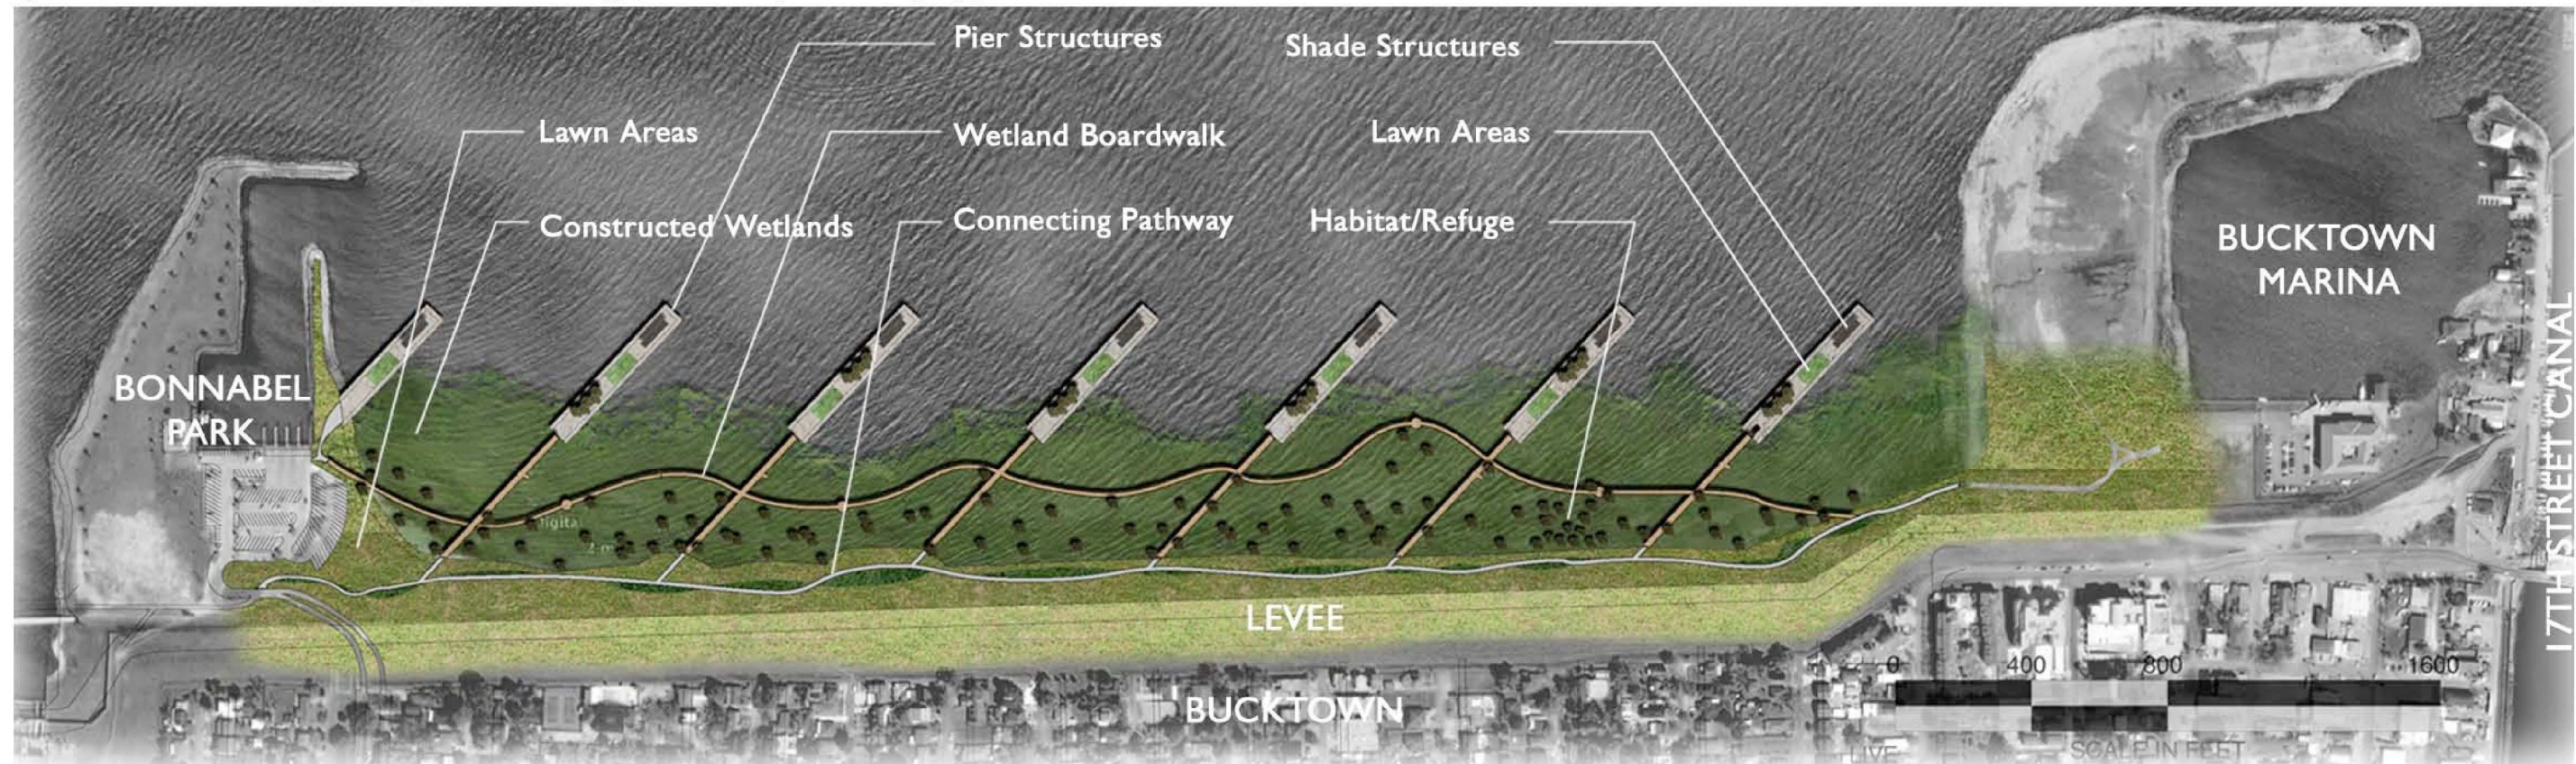 Pier Structures
Shade Structures
Lawn Areas
Wetland Boardwalk
Lawn Areas
Constructed Wetlands
Connecting Pathway
Habitat/Refuge
BUCKTOWN
MARINA
BONNABEL
PARK
17TH STREET CANAL
LEVEE
BUCKTOWN
0 400 800 1600
LIVE
SCALE IN FEET